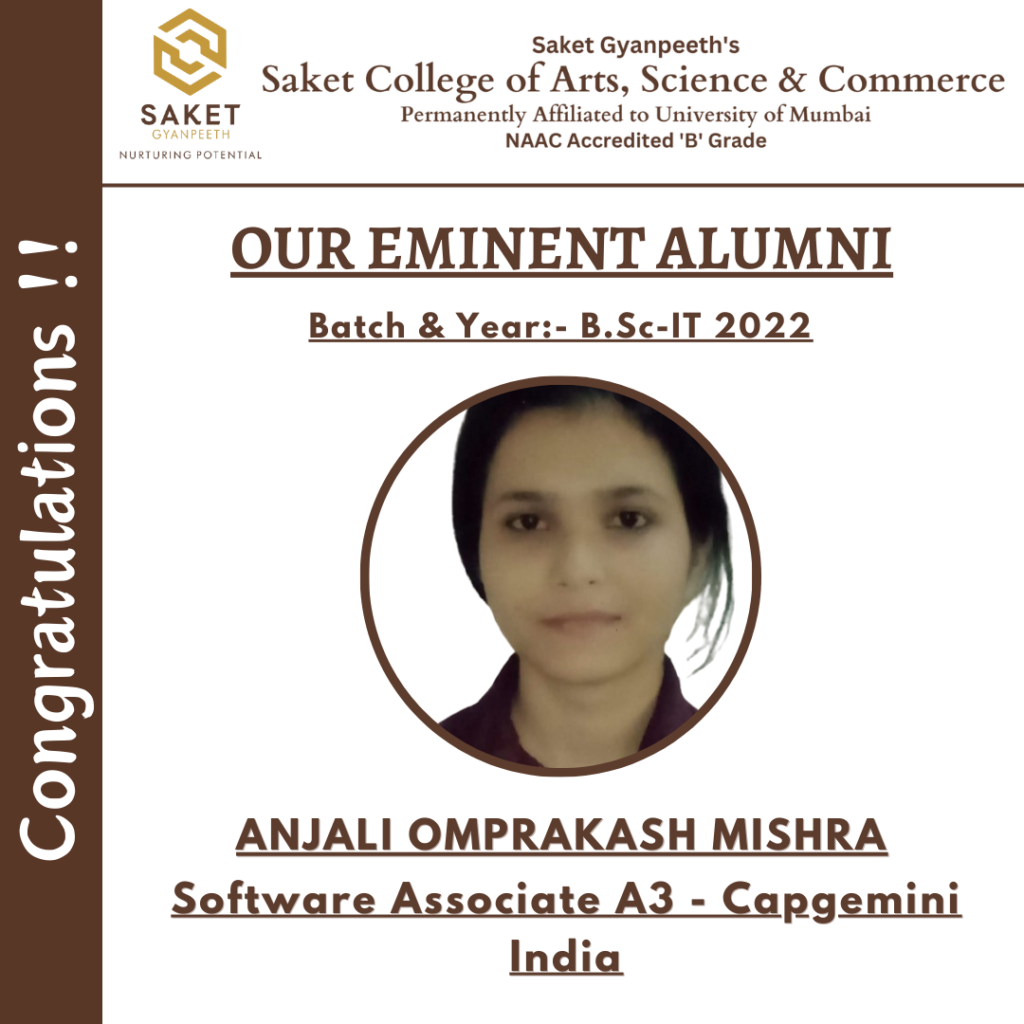 SAKET
GYANPEETH
NURTURING POTENTIAL
Saket Gyanpeeth's
Saket College of Arts, Science & Commerce
Permanently Affiliated to University of Mumbai
NAAC Accredited 'B' Grade
Congratulations !!
OUR EMINENT ALUMNI
Batch & Year:- B.Sc-IT 2022
ANJALI OMPRAKASH MISHRA
Software Associate A3 - Capgemini
India